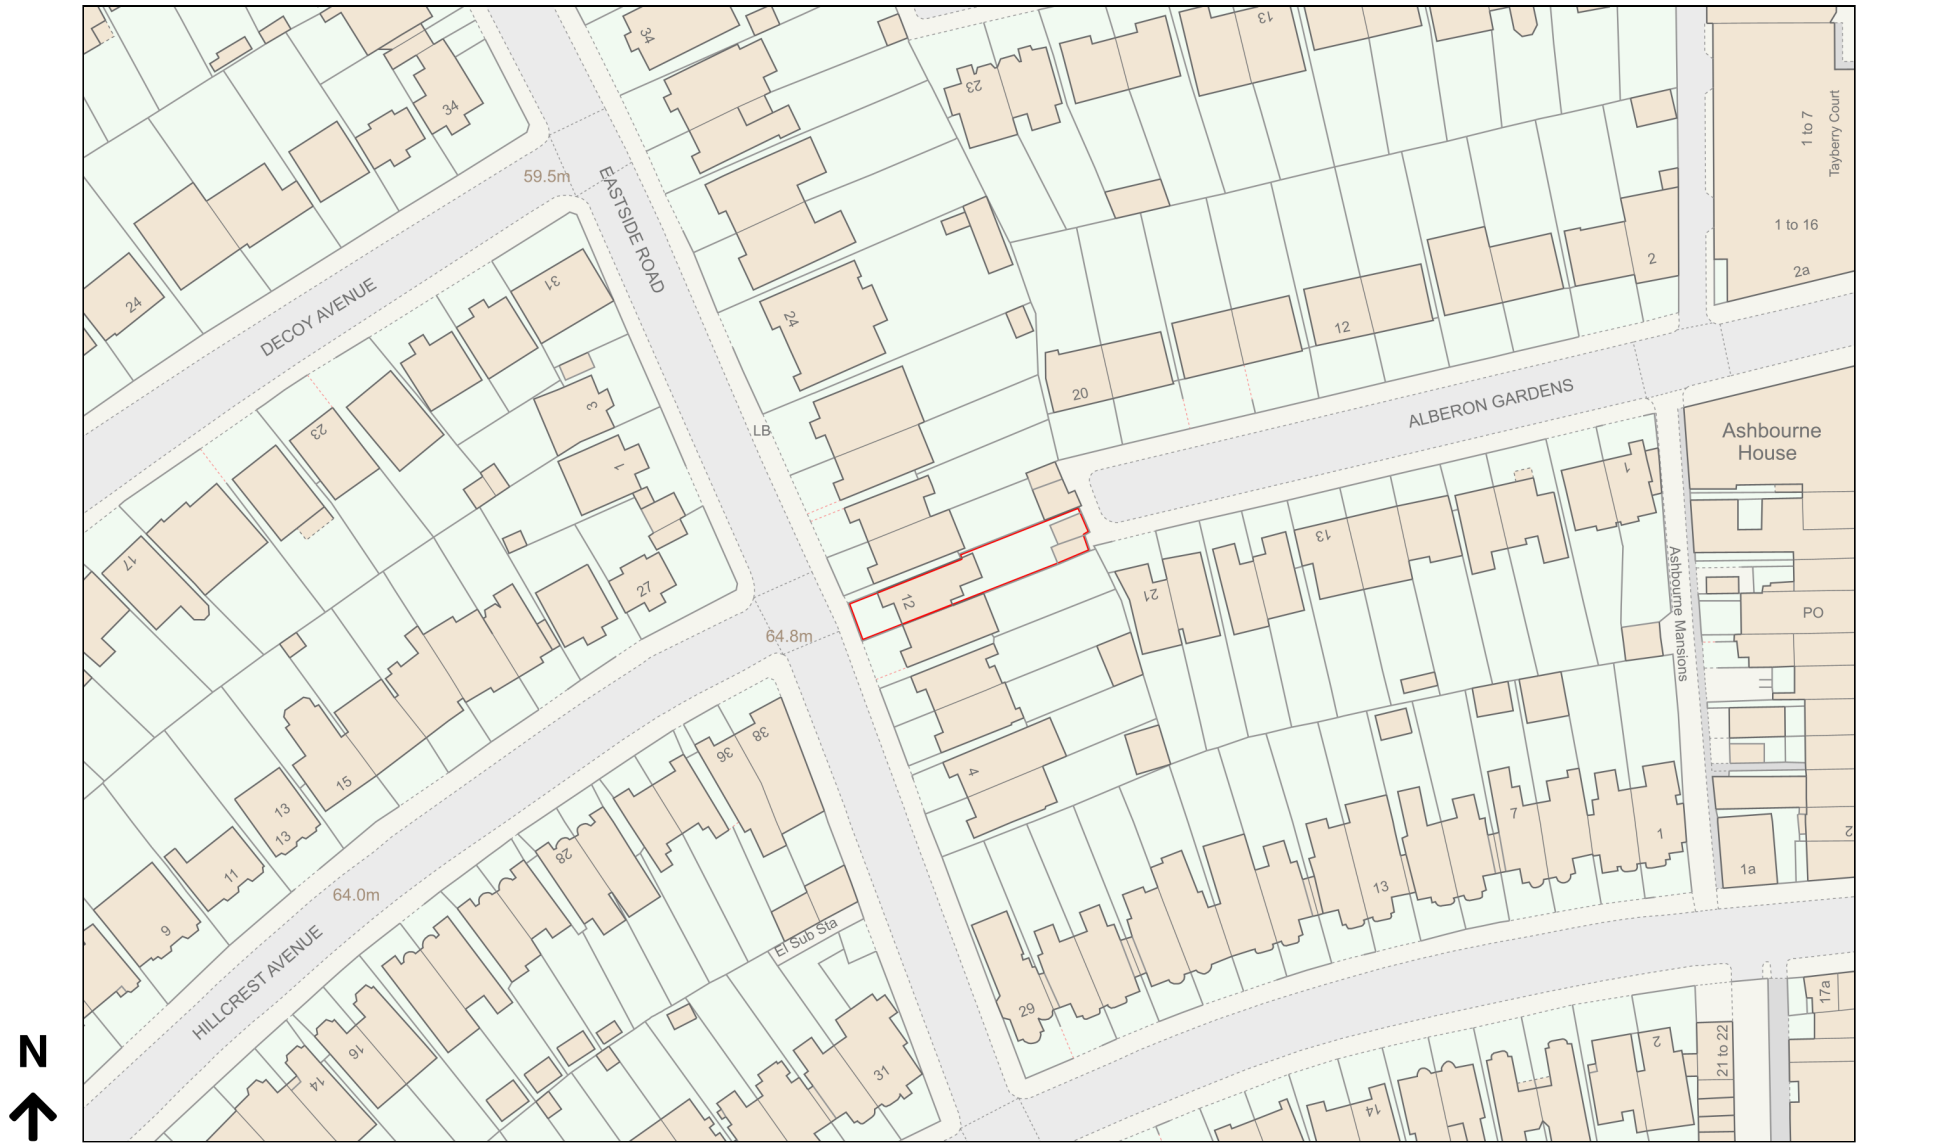 34
13
34
23
1 to 7
Tayberry Court
59.5m
EASTSIDE ROAD
1 to 16
2
2a
24
31
DECOY AVENUE
24
12
20
ALBERON GARDENS
3
23
LB
Ashbourne
House
1
1
13
17
27
12
21
Ashbourne Mansions
PO
64.8m
38
36
4
15
13
13
7
1
2
28
11
1a
13
64.0m
9
El Sub Sta
HILLCREST AVENUE
29
17a
16
14
31
2
21 to 22
14
N